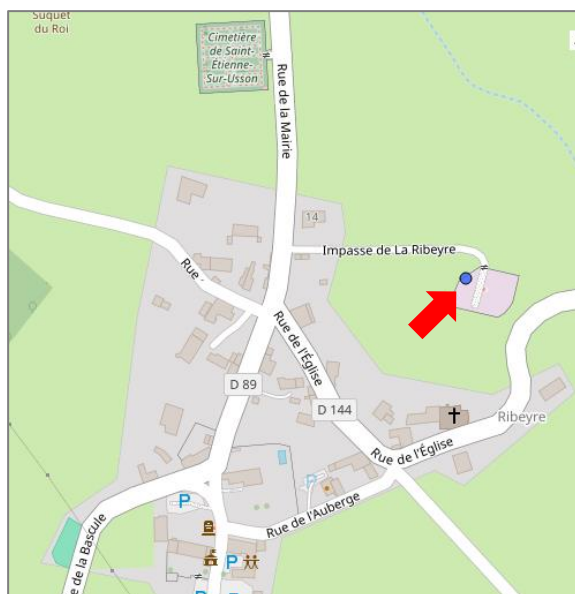 Suquet
du Roi
Cimetière
de Saint-
Étienne-
Sur-Usson
Rue de la Mairie
14
Impasse de La Ribeyre
Rue
Rue de l'Église
D 89
D 144
Ribeyre
Rue de l'Église
P
P
Rue de l'Auberge
e de la Bascule
P
P
P